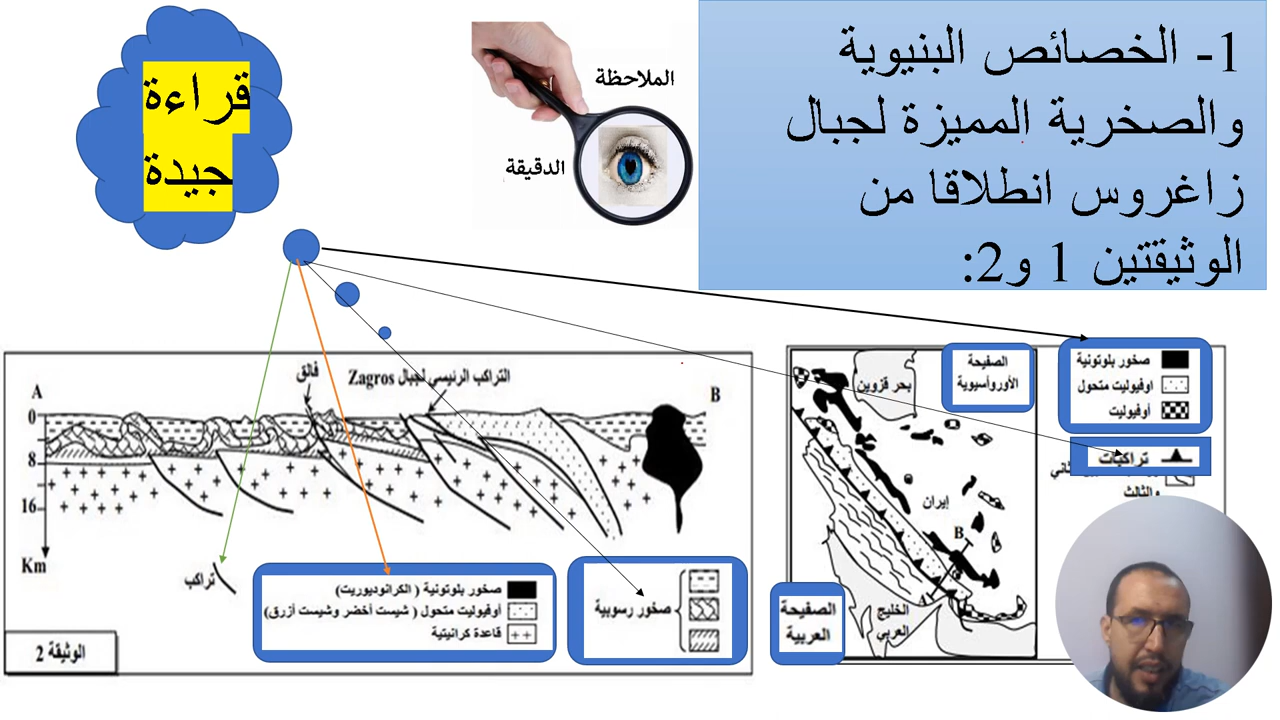 1- الخصائص البنيوية
والصخرية المميزة لجبال
زاغروس انطلاقا من
الوثيقتين 1 و2:
الملاحظة
الدقيقة
قراءة
جيدة
صخور بلوتونية
اوفيوليت متحول
أوفيوليت
تراكبات
والثالث
الصفيحة
الأوروأسيوية
بحر قزوين
إيران
B
A
الخليج
العربي
الصفيحة
العربية
A
B
فالق
التراكب الرئيسي لجبال Zagros
0
8
16
Km
تراكب
صخور بلوتونية ( الكرانوديوريت)
أوفيوليت متحول ( شيست أخضر وشيست أزرق)
قاعدة كرانيتية
صخور رسوبية
الوثيقة 2